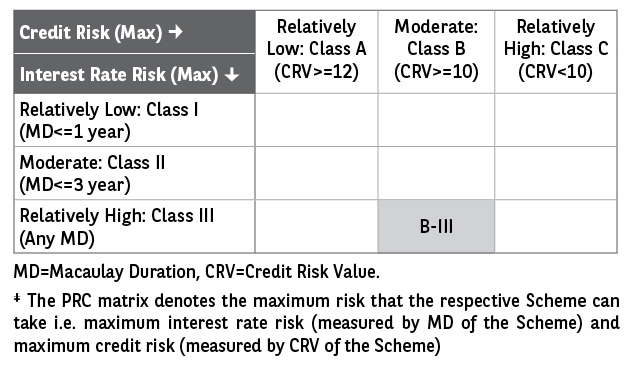 Credit Risk (Max) →
Interest Rate Risk (Max) ↓
Relatively
Low: Class A
(CRV>=12)
Moderate:
Class B
(CRV>=10)
Relatively
High: Class C
(CRV<10)
Relatively Low: Class I
(MD<=1 year)
Moderate: Class II
(MD<=3 year)
Relatively High: Class III
(Any MD)
B-III
MD=Macaulay Duration, CRV=Credit Risk Value.
‡ The PRC matrix denotes the maximum risk that the respective Scheme can
take i.e. maximum interest rate risk (measured by MD of the Scheme) and
maximum credit risk (measured by CRV of the Scheme)